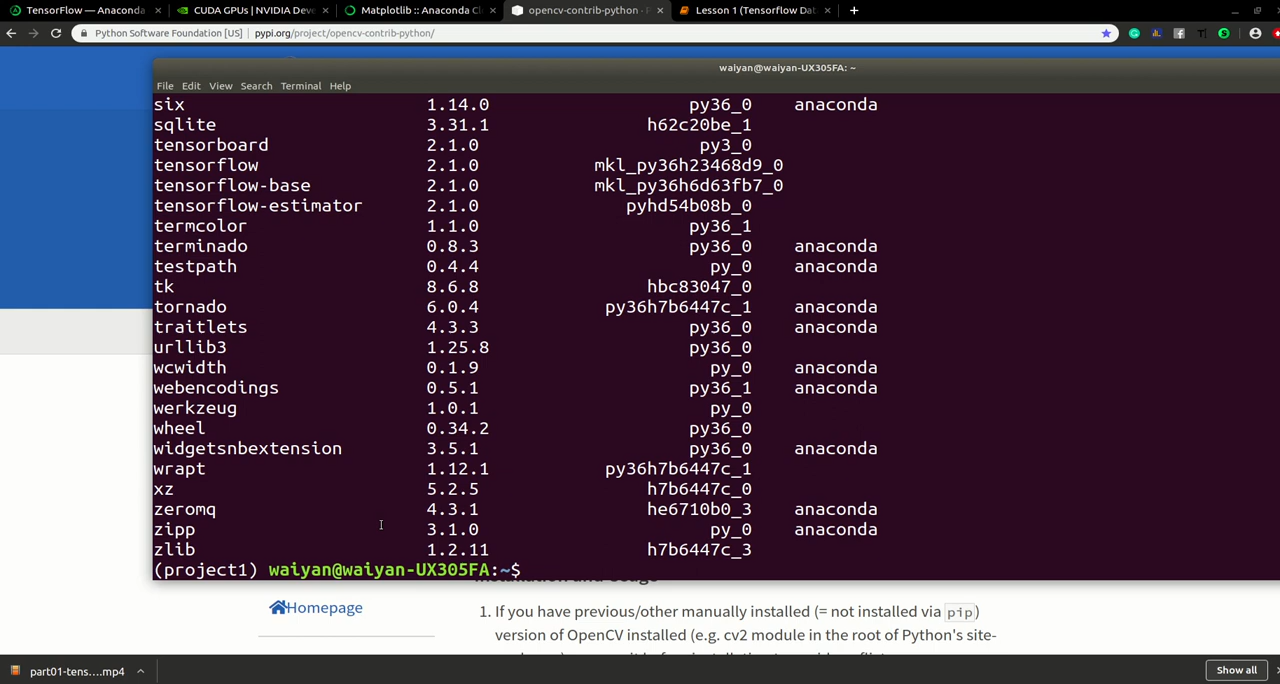 TensorFlow — Anaconda
CUDA GPUs | NVIDIA Dev
Matplotlib :: Anaconda Cl
opencv-contrib-python · P
Lesson 1 (Tensorflow Dat
Python Software Foundation [US] | pypi.org/project/opencv-contrib-python/
waiyan@waiyan-UX305FA: ~
File Edit View Search Terminal Help
six 1.14.0 py36_0 anaconda
sqlite 3.31.1 h62c20be_1
tensorboard 2.1.0 py3_0
tensorflow 2.1.0 mkl_py36h23468d9_0
tensorflow-base 2.1.0 mkl_py36h6d63fb7_0
tensorflow-estimator 2.1.0 pyhd54b08b_0
termcolor 1.1.0 py36_1
terminado 0.8.3 py36_0 anaconda
testpath 0.4.4 py_0 anaconda
tk 8.6.8 hbc83047_0
tornado 6.0.4 py36h7b6447c_1 anaconda
traitlets 4.3.3 py36_0 anaconda
urllib3 1.25.8 py36_0
wcwidth 0.1.9 py_0 anaconda
webencodings 0.5.1 py36_1 anaconda
werkzeug 1.0.1 py_0
wheel 0.34.2 py36_0
widgetsnbextension 3.5.1 py36_0 anaconda
wrapt 1.12.1 py36h7b6447c_1
xz 5.2.5 h7b6447c_0
zeromq 4.3.1 he6710b0_3 anaconda
zipp 3.1.0 py_0 anaconda
zlib 1.2.11 h7b6447c_3
(project1) waiyan@waiyan-UX305FA:~$
Homepage
1. If you have previous/other manually installed (= not installed via pip)
version of OpenCV installed (e.g. cv2 module in the root of Python's site-
part01-tens....mp4
Show all